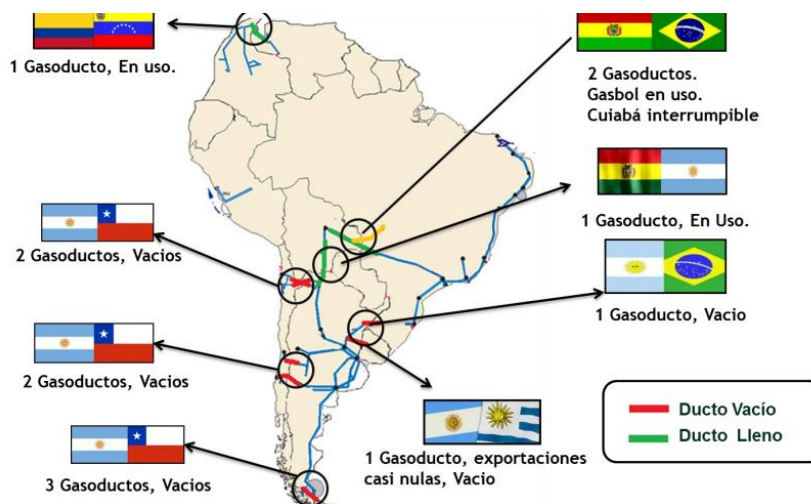 1 Gasoducto, En uso.
2 Gasoductos.
Gasbol en uso.
Cuiabá interrumpible
1 Gasoducto, En Uso.
2 Gasoductos, Vacios
1 Gasoducto, Vacio
2 Gasoductos, Vacios
1 Gasoducto, exportaciones
casi nulas, Vacio
3 Gasoductos, Vacios
Ducto Vacío
Ducto Lleno